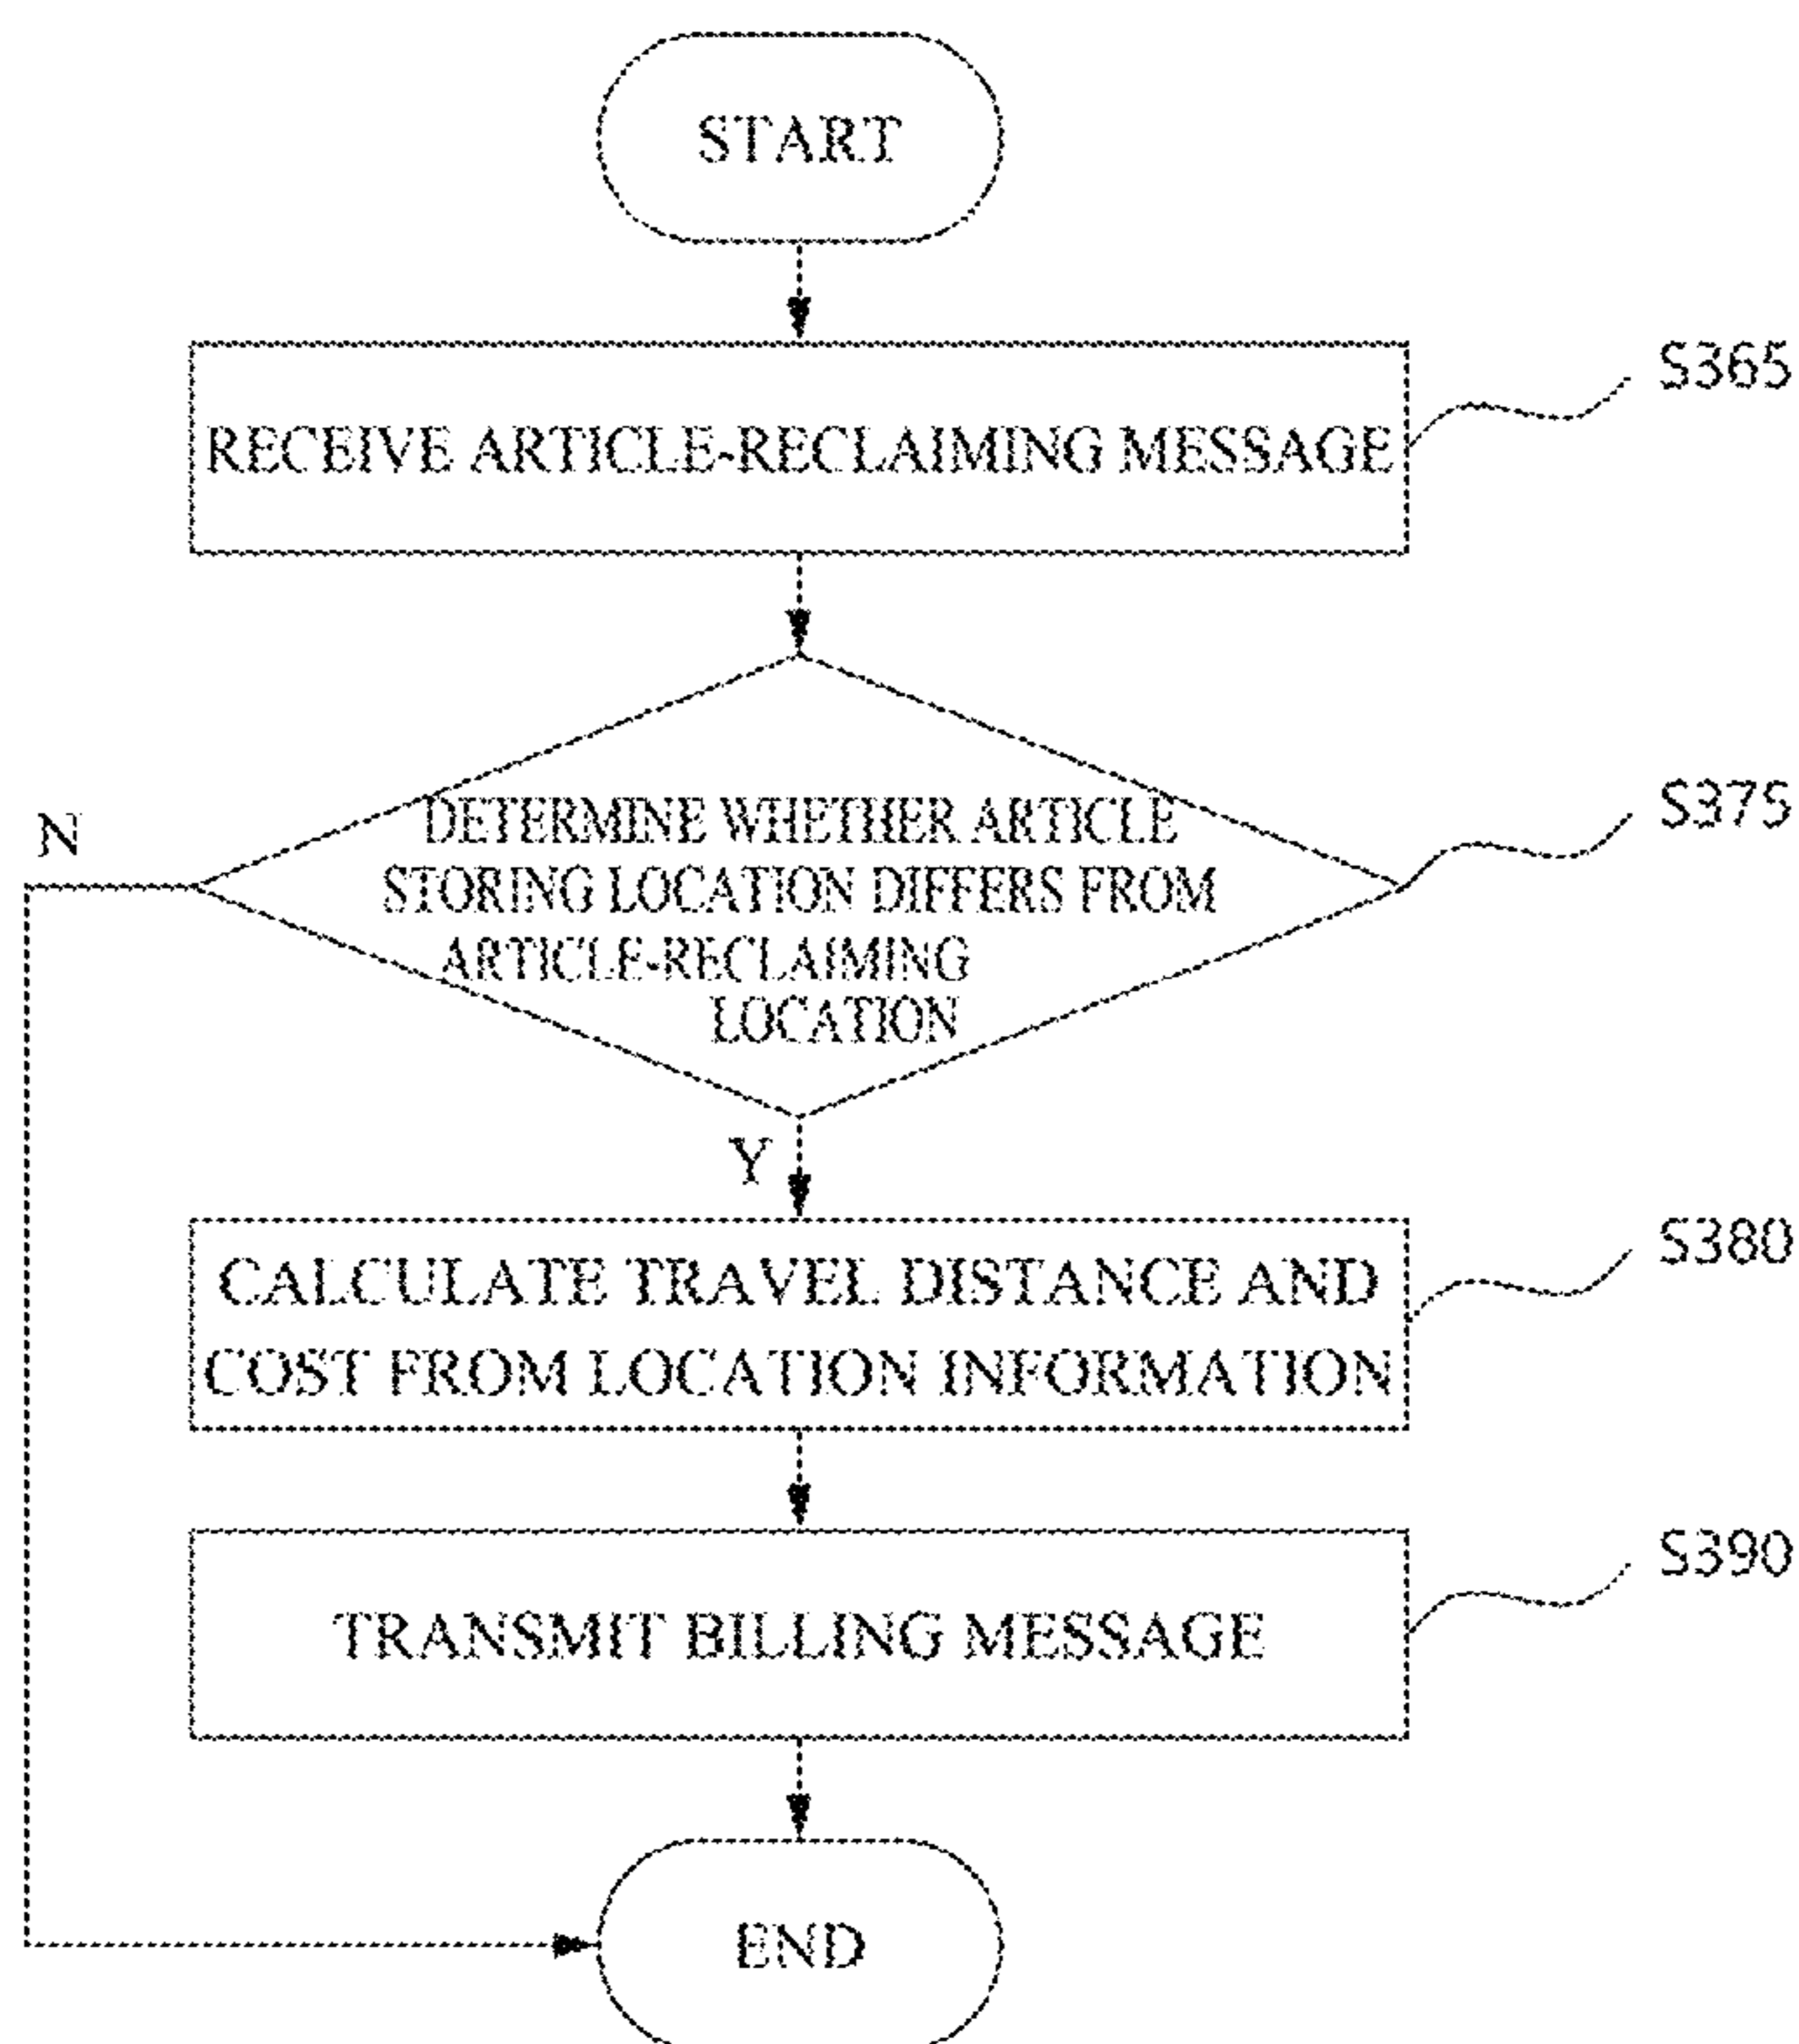 START
RECEIVE ARTICLE-RECLAIMING MESSAGE
S365
DETERMINE WHETHER ARTICLE
STORING LOCATION DIFFERS FROM
ARTICLE-RECLAIMING
LOCATION
S375
N
Y
CALCULATE TRAVEL DISTANCE AND
COST FROM LOCATION INFORMATION
S380
TRANSMIT BILLING MESSAGE
S390
END